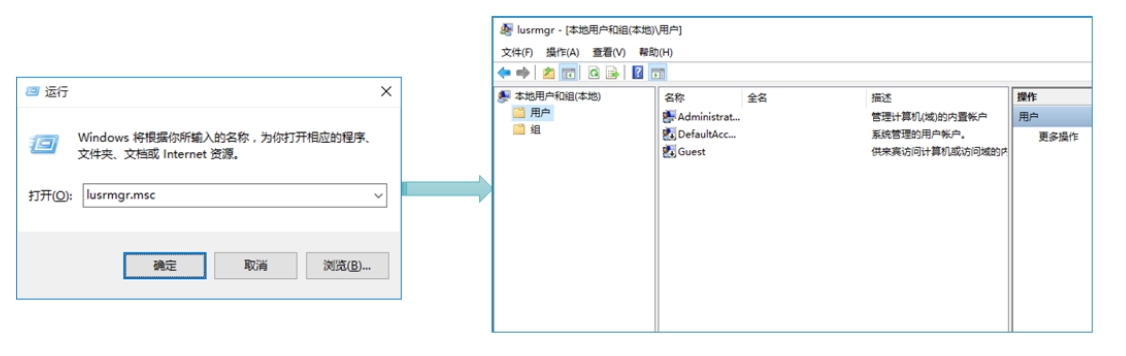 运行
Windows 将根据你所输入的名称，为你打开相应的程序、
文件夹、文档或 Internet 资源。
打开(O):
lusrmgr.msc
确定
取消
浏览(B)...
lusrmgr - [本地用户和组(本地)\用户]
文件(F) 操作(A) 查看(V) 帮助(H)
本地用户和组(本地)
用户
组
名称 全名 描述
Administrat... 管理计算机(域)的内置帐户
DefaultAcc... 系统管理的用户帐户。
Guest 供来宾访问计算机或访问域的内
操作
用户
更多操作